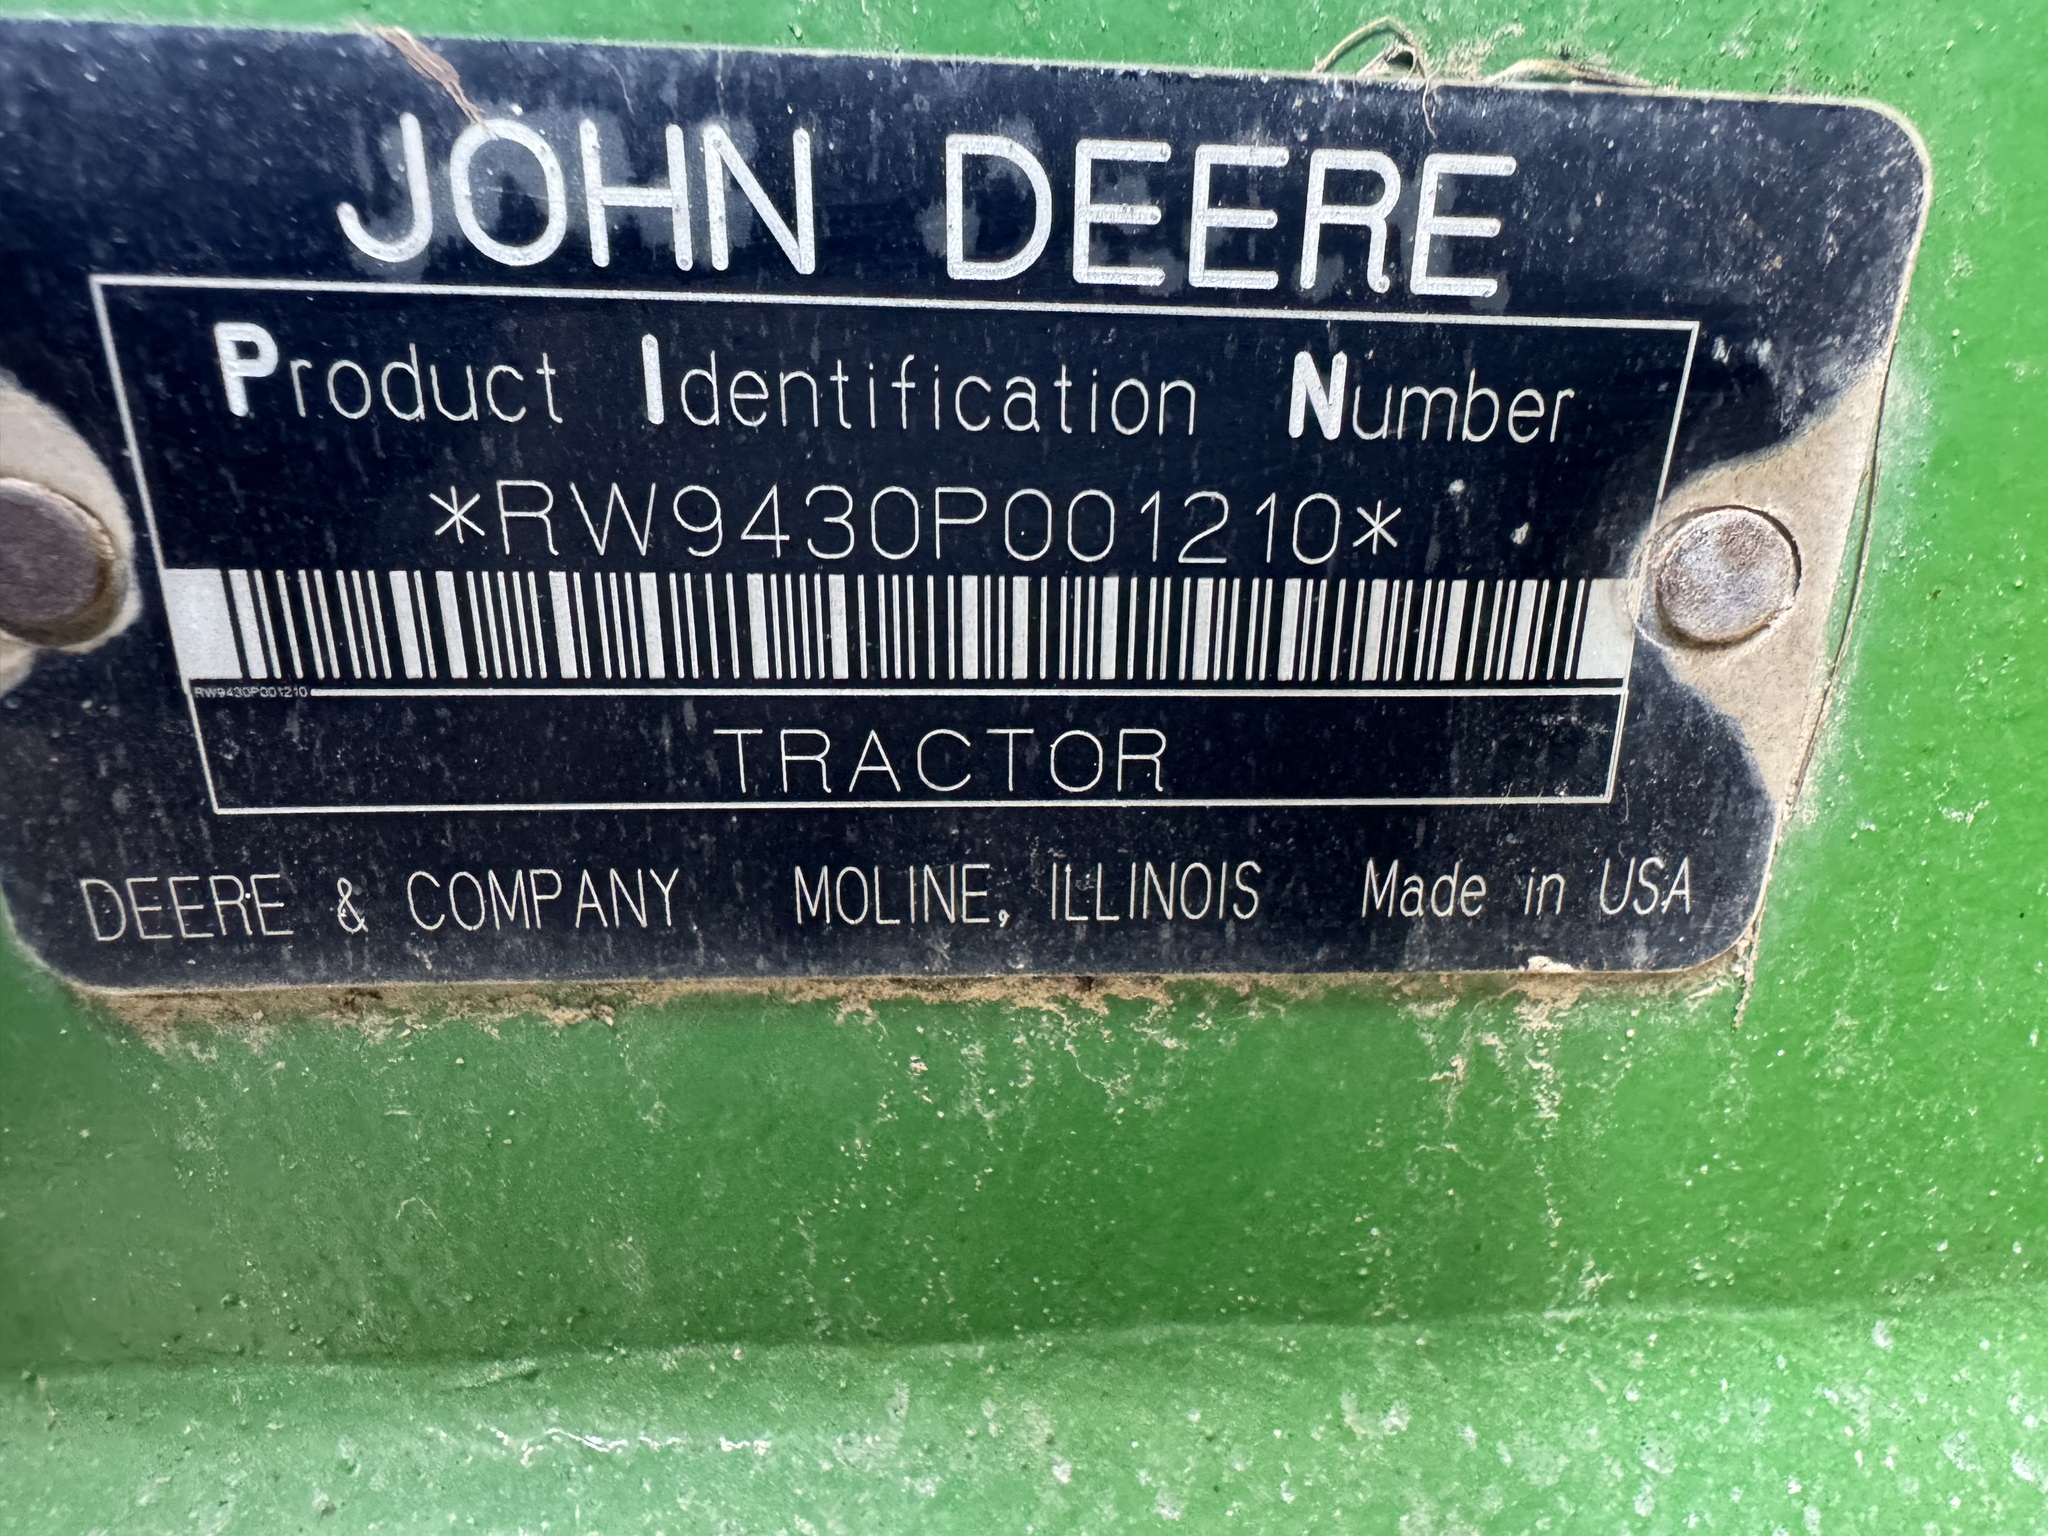 JOHN DEERE
Product Identification Number
*RW9430P001210*
RW9430P001210
TRACTOR
DEERE & COMPANY MOLINE, ILLINOIS Made in USA